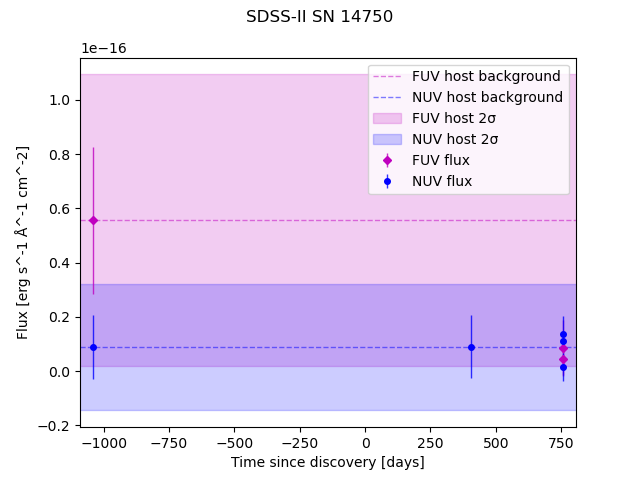 SDSS-II SN 14750
1e−16
FUV host background
NUV host background
FUV host 2σ
NUV host 2σ
FUV flux
NUV flux
1.0
0.8
0.6
0.4
0.2
0.0
−0.2
Flux [erg s^-1 Å^-1 cm^-2]
−1000 −750 −500 −250 0 250 500 750
Time since discovery [days]